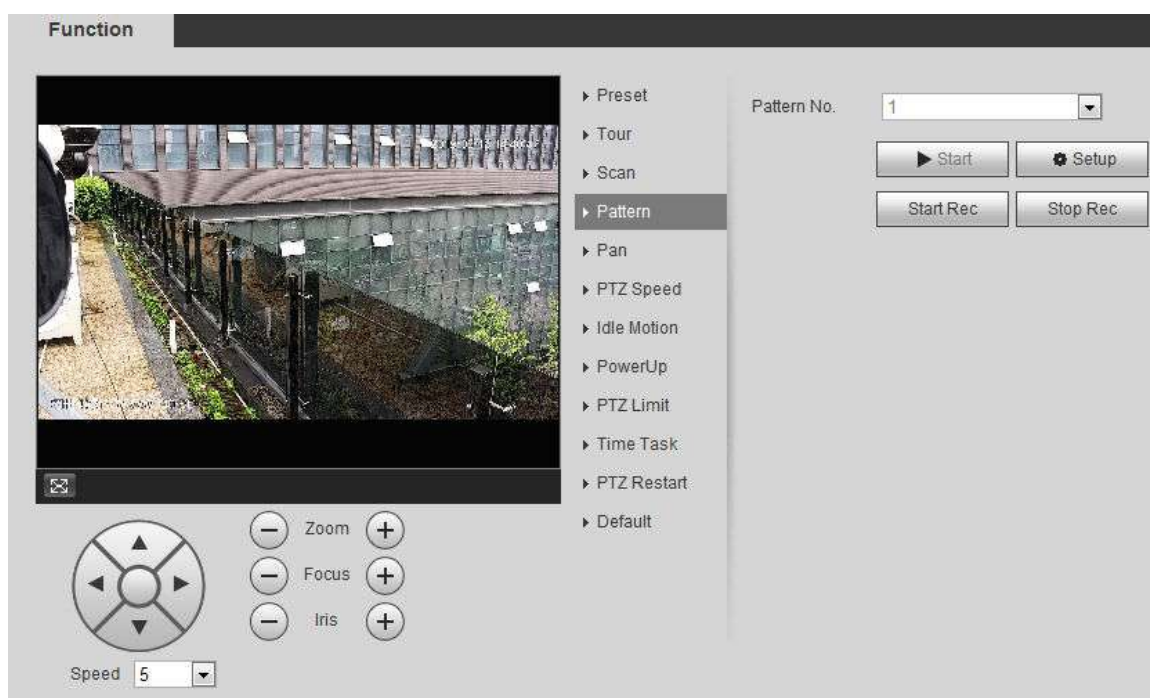 Function
Preset
Tour
Scan
Pattern
Pan
PTZ Speed
Idle Motion
PowerUp
PTZ Limit
Time Task
PTZ Restart
Default
Pattern No. 1
Start Setup
Start Rec Stop Rec
Zoom
Focus
Iris
Speed 5